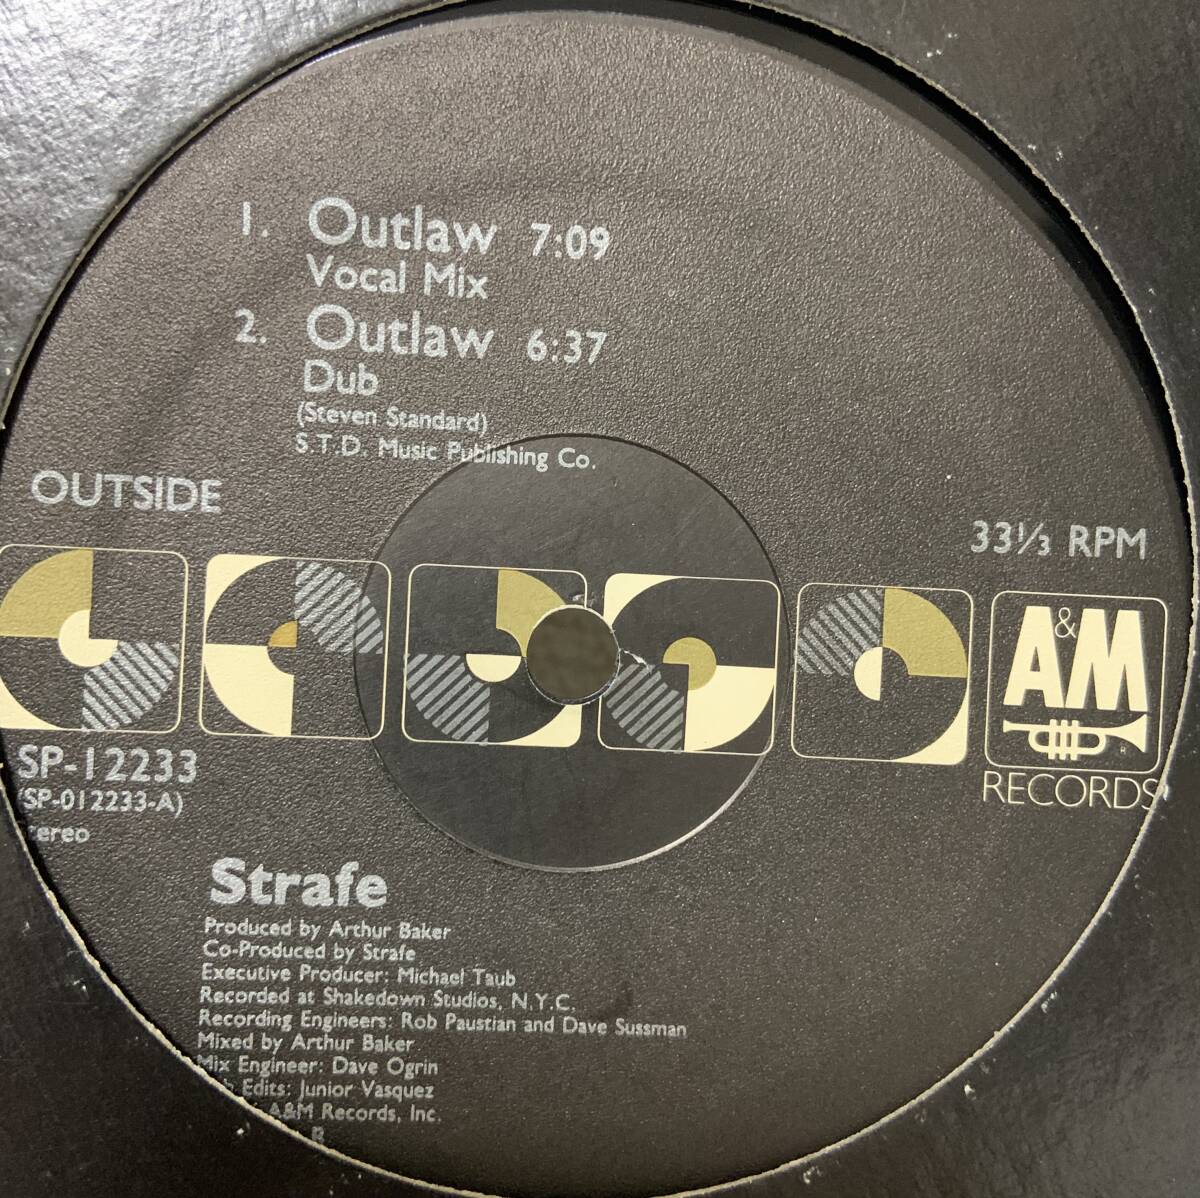 1. Outlaw 7:09
Vocal Mix
2. Outlaw 6:37
Dub
(Steven Standard)
S.T.D. Music Publishing Co.
OUTSIDE
33⅓ RPM
A&M
RECORDS
SP-12233
(SP-012233-A)
ereo
Strafe
Produced by Arthur Baker
Co-Produced by Strafe
Executive Producer: Michael Taub
Recorded at Shakedown Studios, N.Y.C.
Recording Engineers: Rob Paustian and Dave Sussman
Mixed by Arthur Baker
Mix Engineer: Dave Ogrin
Edits: Junior Vasquez
A&M Records, Inc.